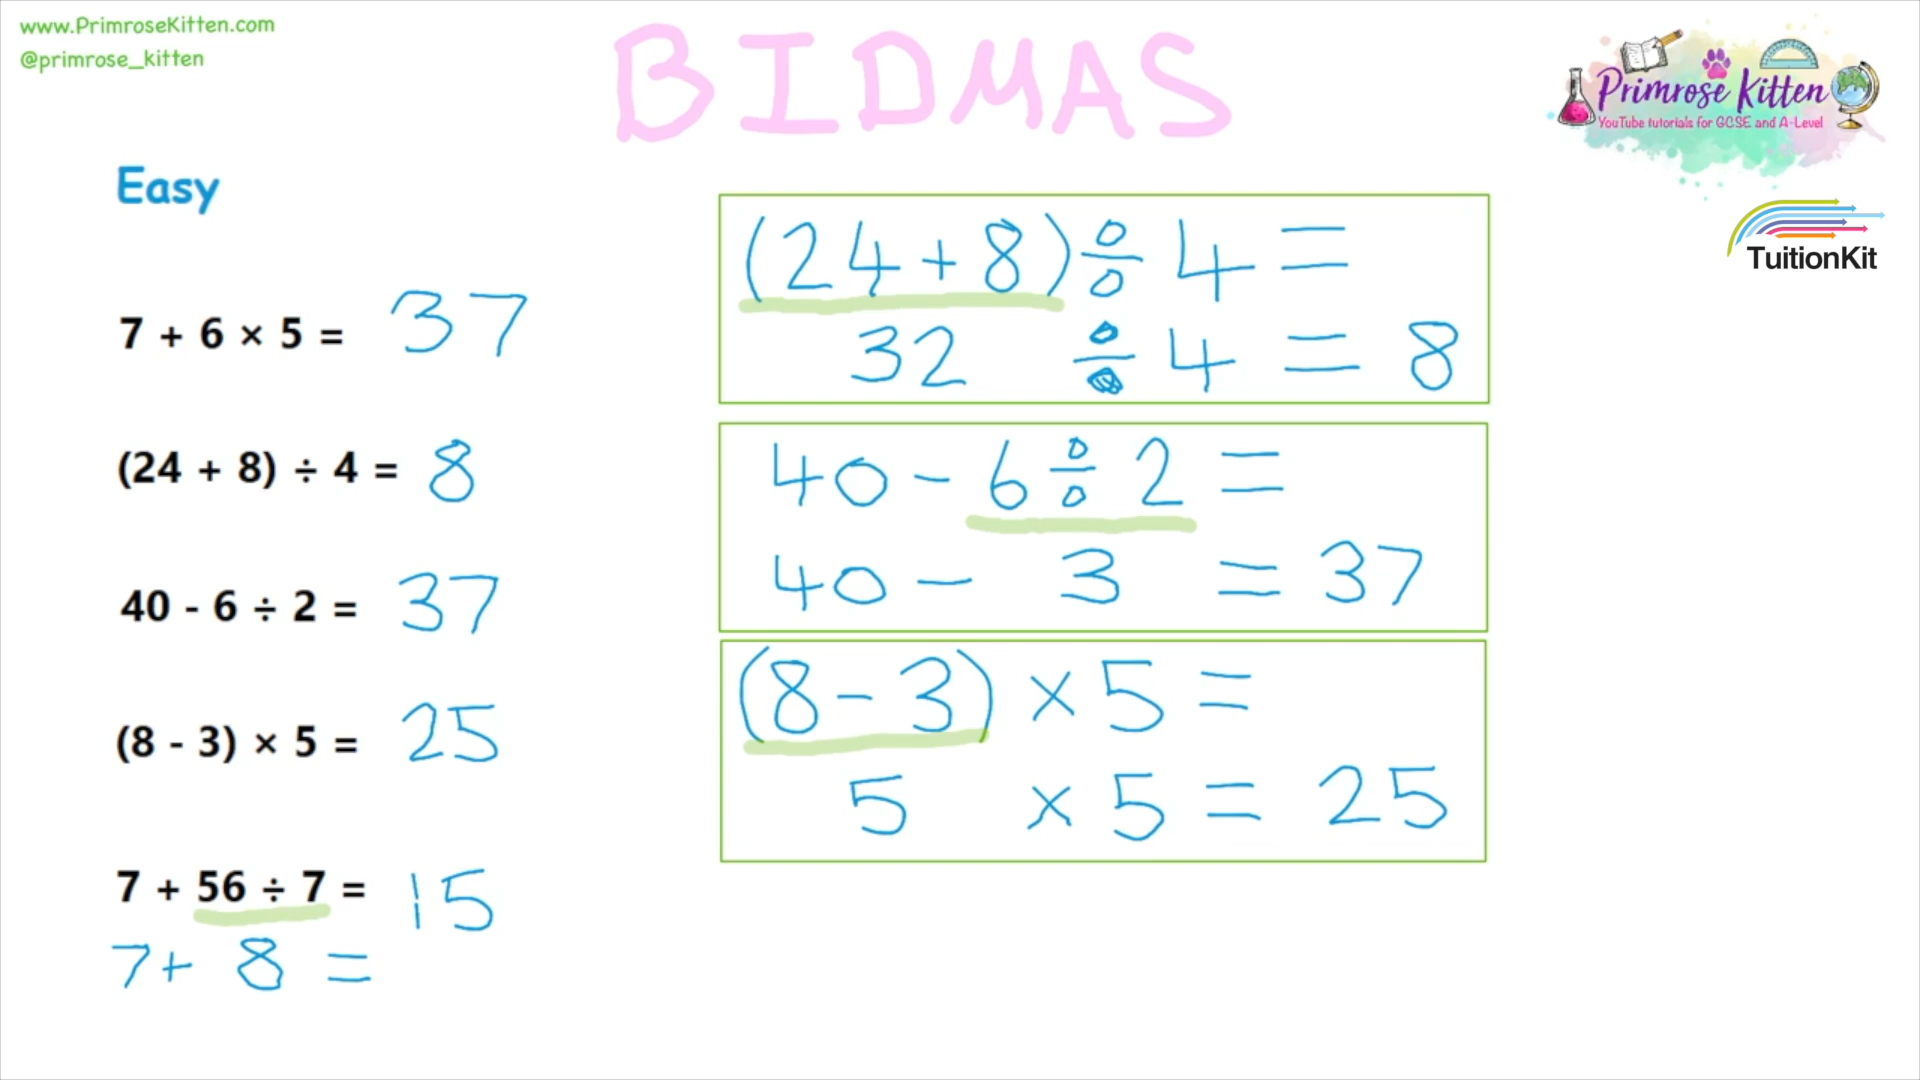 www.PrimroseKitten.com
@primrose_kitten
BIDMAS
Primrose Kitten
YouTube tutorials for GCSE and A-Level
TuitionKit
Easy
7 + 6 × 5 = 37
(24 + 8) ÷ 4 = 8
40 - 6 ÷ 2 = 37
(8 - 3) × 5 = 25
7 + 56 ÷ 7 = 15
7 + 8 =
(24 + 8) ÷ 4 =
32 ÷ 4 = 8
40 - 6 ÷ 2 =
40 - 3 = 37
(8 - 3) × 5 =
5 × 5 = 25